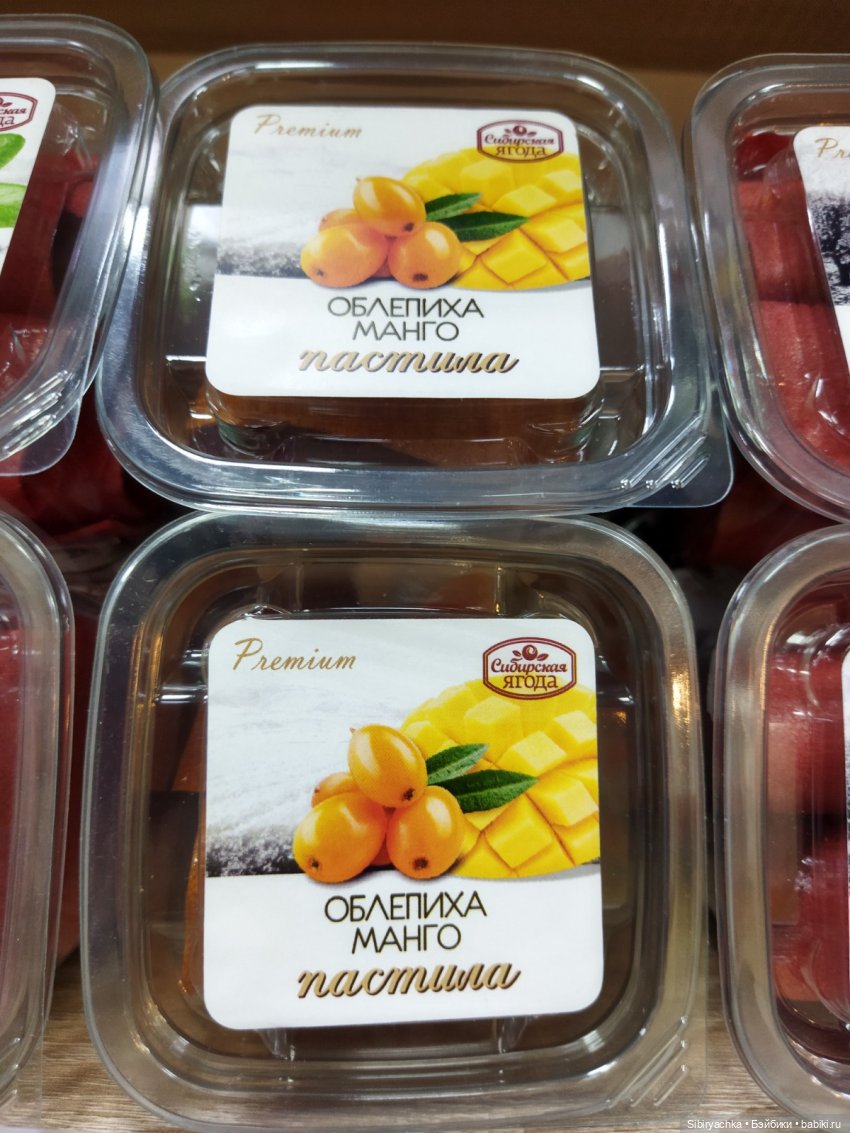 Premium
Сибирская
ягода
ОБЛЕПИХА
МАНГО
пастила
Premium
Сибирская
ягода
ОБЛЕПИХА
МАНГО
пастила
Sibiryachka • Бэйбики • babiki.ru